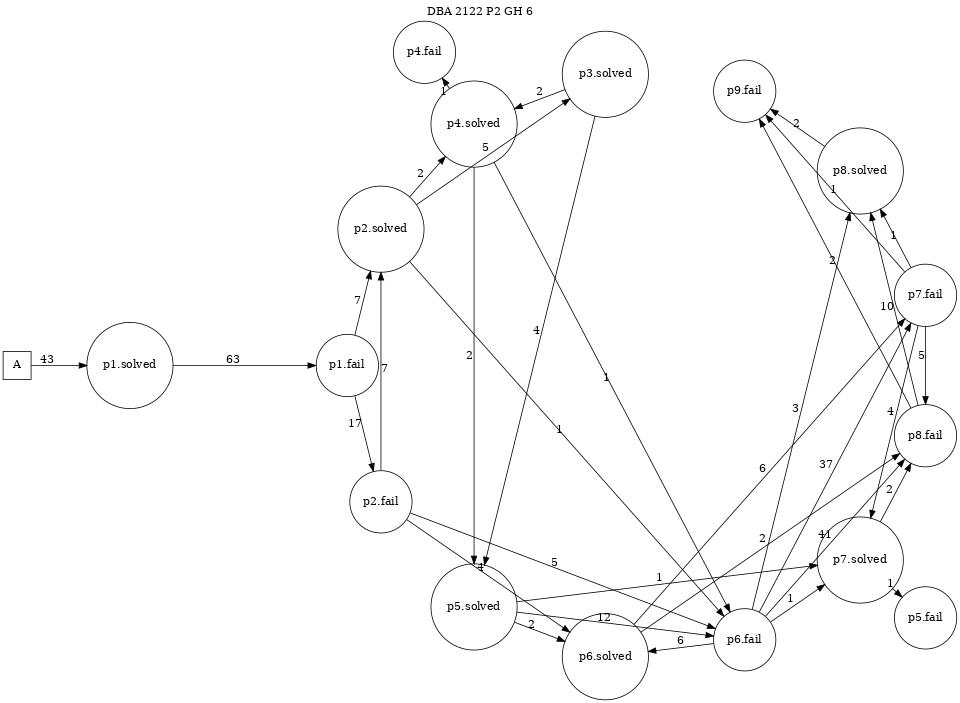 DBA 2122 P2 GH 6
p4.fail
p3.solved
p9.fail
1
2
p4.solved
2
5
p8.solved
2
1
p2.solved
1
2
7
10
p7.fail
4
A
43
p1.solved
63
p1.fail
7
2
5
1
3
4
17
1
p8.fail
37
6
p2.fail
2
41
2
p7.solved
5
4
1
p5.solved
12
1
1
p5.fail
2
6
p6.fail
p6.solved